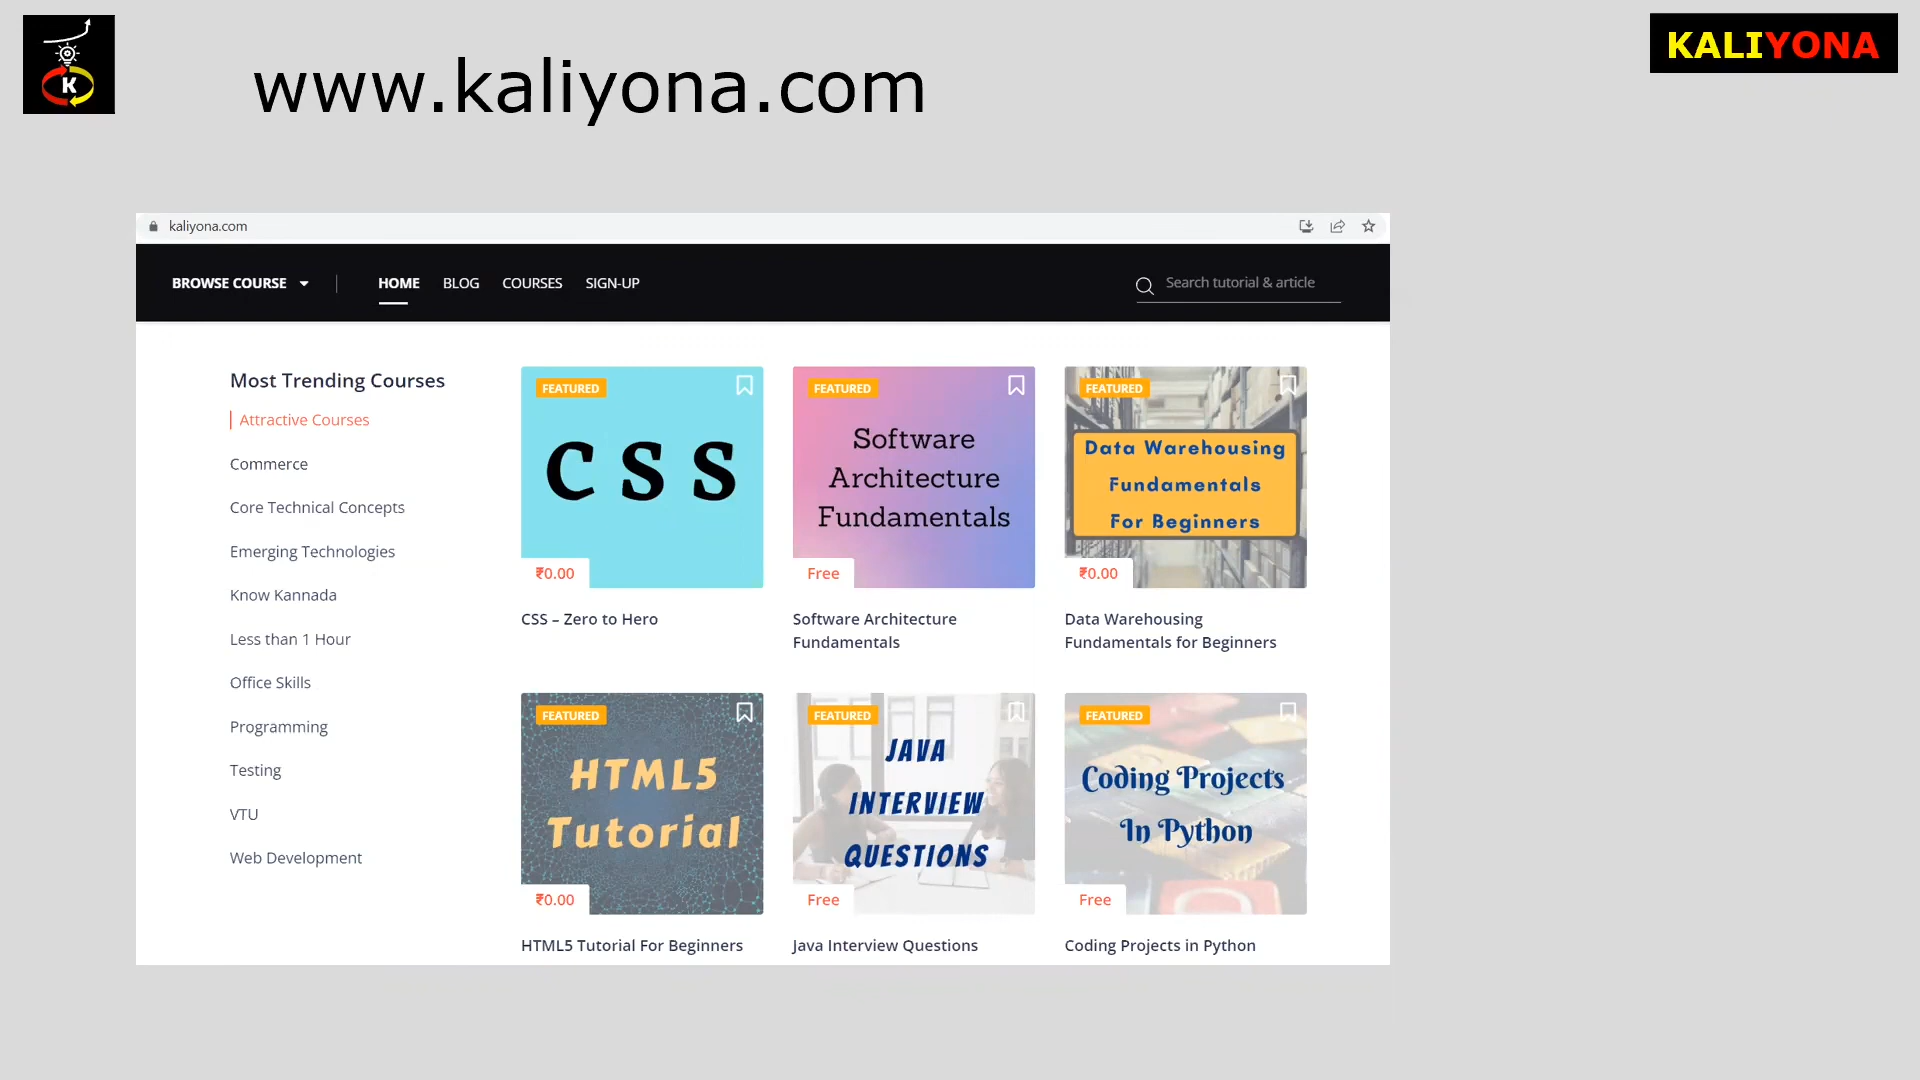 K
www.kaliyona.com
KALIYONA
kaliyona.com
BROWSE COURSE
HOME
BLOG
COURSES
SIGN-UP
Search tutorial & article
Most Trending Courses
Attractive Courses
Commerce
Core Technical Concepts
Emerging Technologies
Know Kannada
Less than 1 Hour
Office Skills
Programming
Testing
VTU
Web Development
FEATURED
CSS
₹0.00
CSS – Zero to Hero
FEATURED
Software
Architecture
Fundamentals
Free
Software Architecture
Fundamentals
FEATURED
Data Warehousing
Fundamentals
For Beginners
₹0.00
Data Warehousing
Fundamentals for Beginners
FEATURED
HTML5
Tutorial
₹0.00
HTML5 Tutorial For Beginners
FEATURED
JAVA
INTERVIEW
QUESTIONS
Free
Java Interview Questions
FEATURED
Coding Projects
In Python
Free
Coding Projects in Python